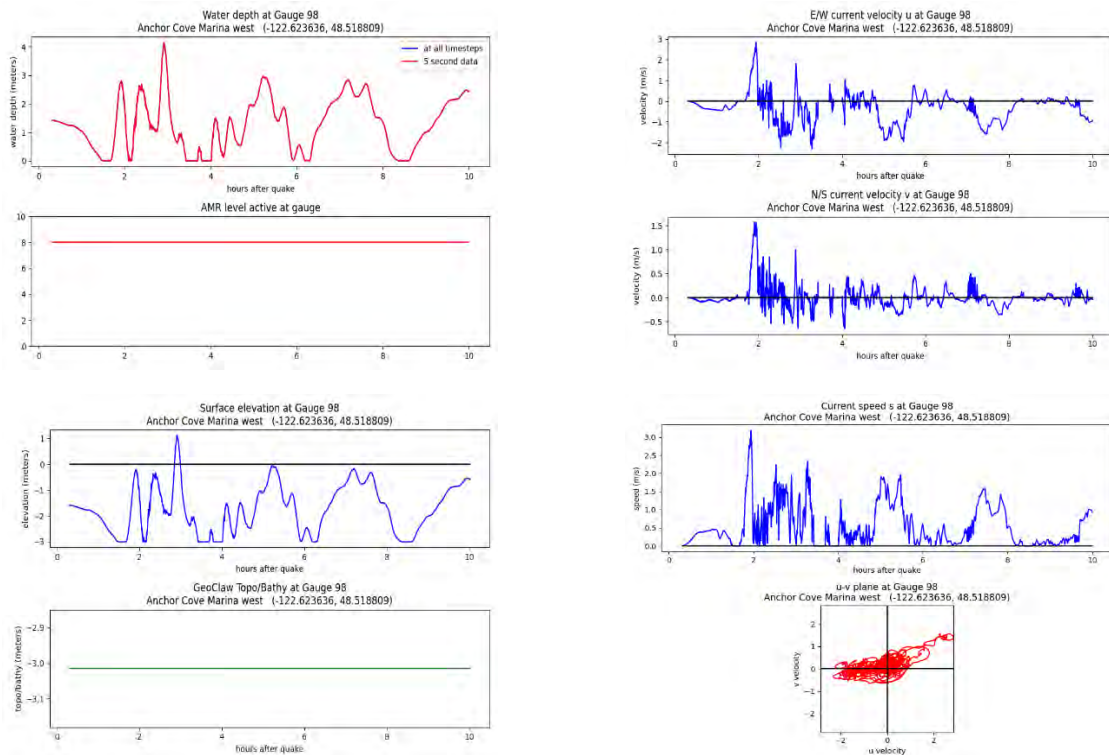 Water depth at Gauge 98
Anchor Cove Marina west (-122.623636, 48.518809)
at all timesteps
5 second data
water depth (meters)
4
3
2
1
0
0 2 4 6 8 10
hours after quake
AMR level active at gauge
10
8
6
4
2
0
0 2 4 6 8 10
Surface elevation at Gauge 98
Anchor Cove Marina west (-122.623636, 48.518809)
elevation (meters)
1
0
−1
−2
−3
0 2 4 6 8 10
hours after quake
GeoClaw Topo/Bathy at Gauge 98
Anchor Cove Marina west (-122.623636, 48.518809)
topo/bathy (meters)
−2.9
−3.0
−3.1
0 2 4 6 8 10
hours after quake
E/W current velocity u at Gauge 98
Anchor Cove Marina west (-122.623636, 48.518809)
velocity (m/s)
3
2
1
0
−1
−2
0 2 4 6 8 10
hours after quake
N/S current velocity v at Gauge 98
Anchor Cove Marina west (-122.623636, 48.518809)
velocity (m/s)
1.5
1.0
0.5
0.0
−0.5
0 2 4 6 8 10
hours after quake
Current speed s at Gauge 98
Anchor Cove Marina west (-122.623636, 48.518809)
speed (m/s)
3.0
2.5
2.0
1.5
1.0
0.5
0.0
0 2 4 6 8 10
hours after quake
u-v plane at Gauge 98
Anchor Cove Marina west (-122.623636, 48.518809)
v velocity
2
1
0
−1
−2
−2 0 2
u velocity